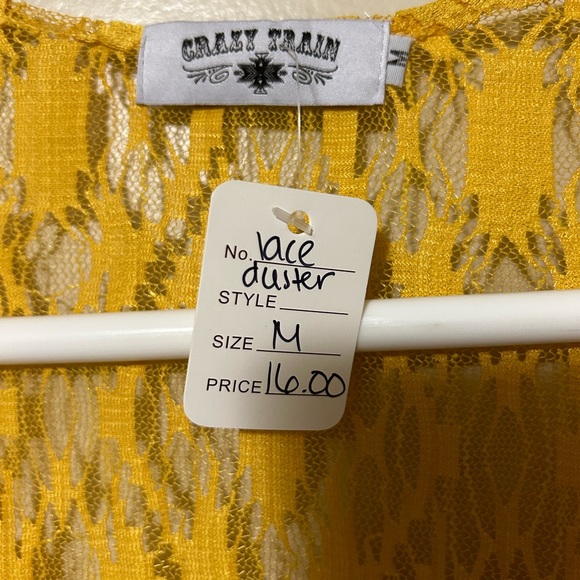 CRAZY TRAIN
M
No. lace
duster
STYLE
SIZE M
PRICE 16.00